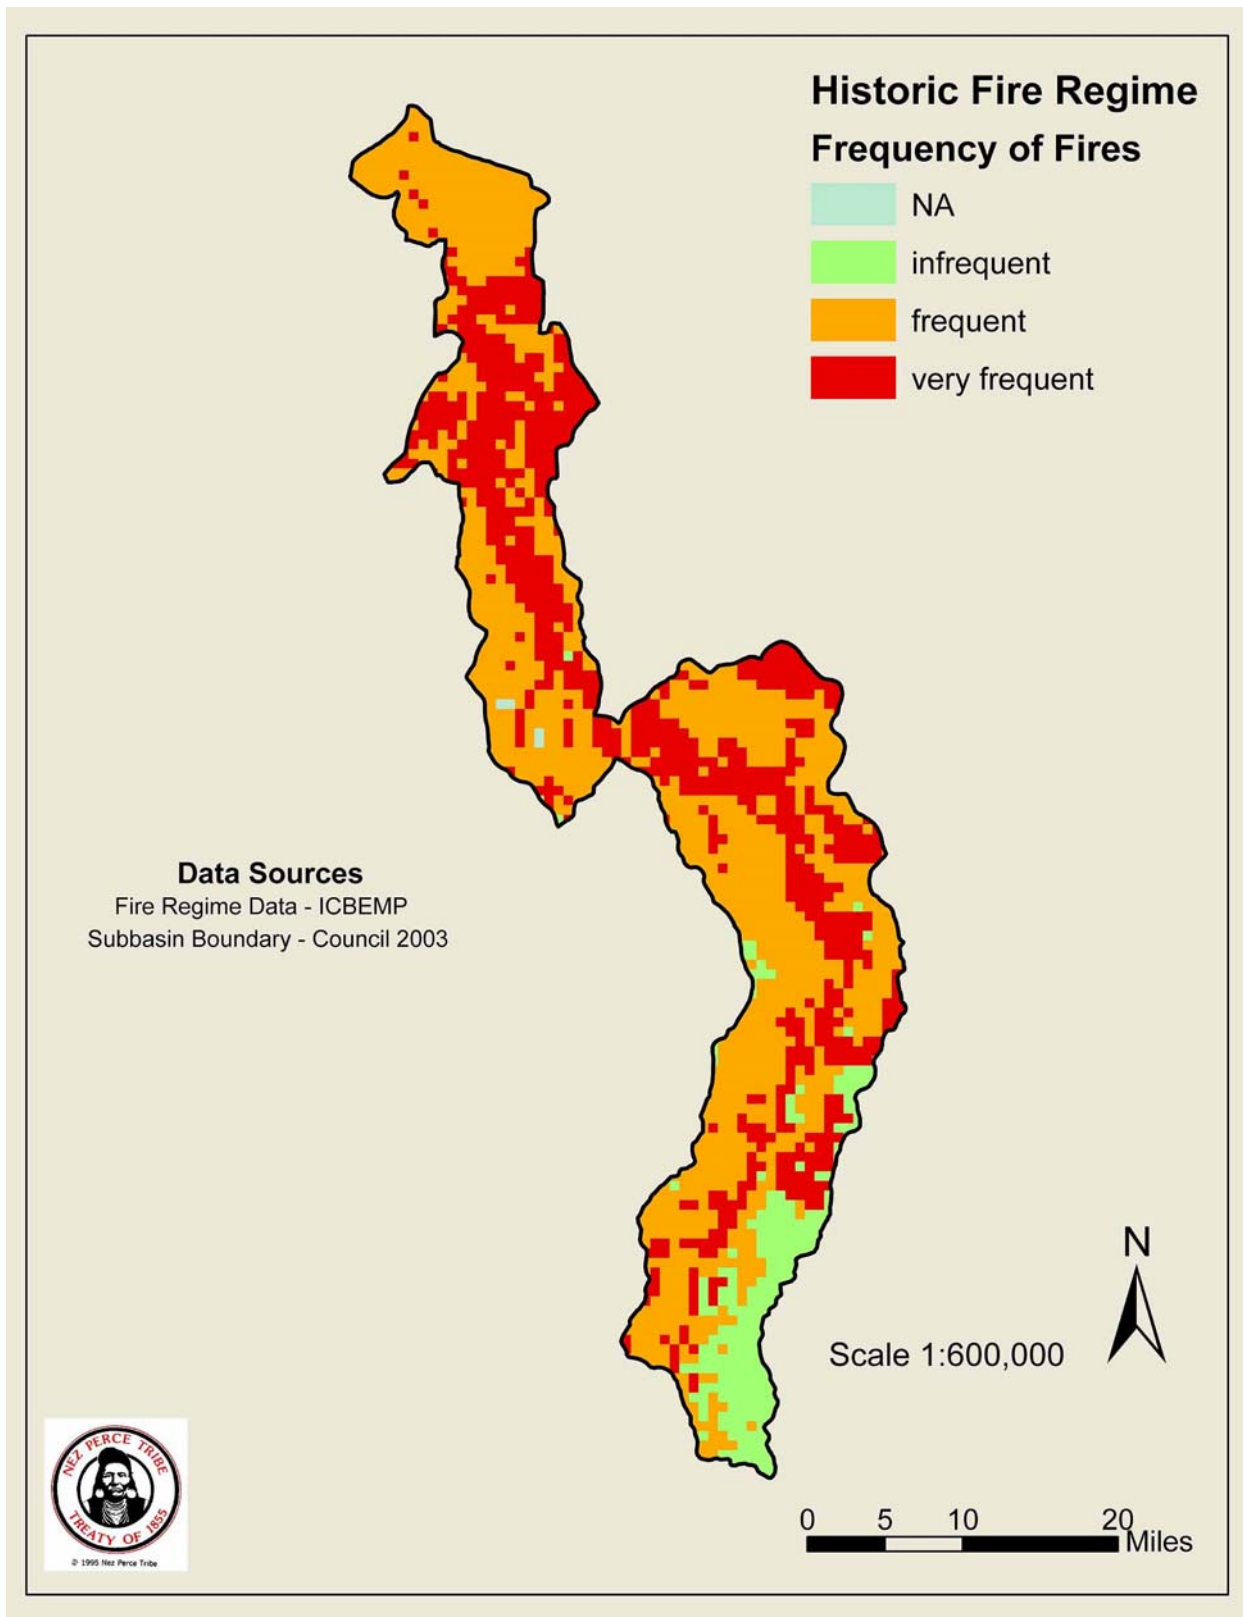 Historic Fire Regime
Frequency of Fires
NA
infrequent
frequent
very frequent
Data Sources
Fire Regime Data - ICBEMP
Subbasin Boundary - Council 2003
N
Scale 1:600,000
NEZ PERCE TRIBE
TREATY OF 1855
© 1995 Nez Perce Tribe
0 5 10 20
Miles